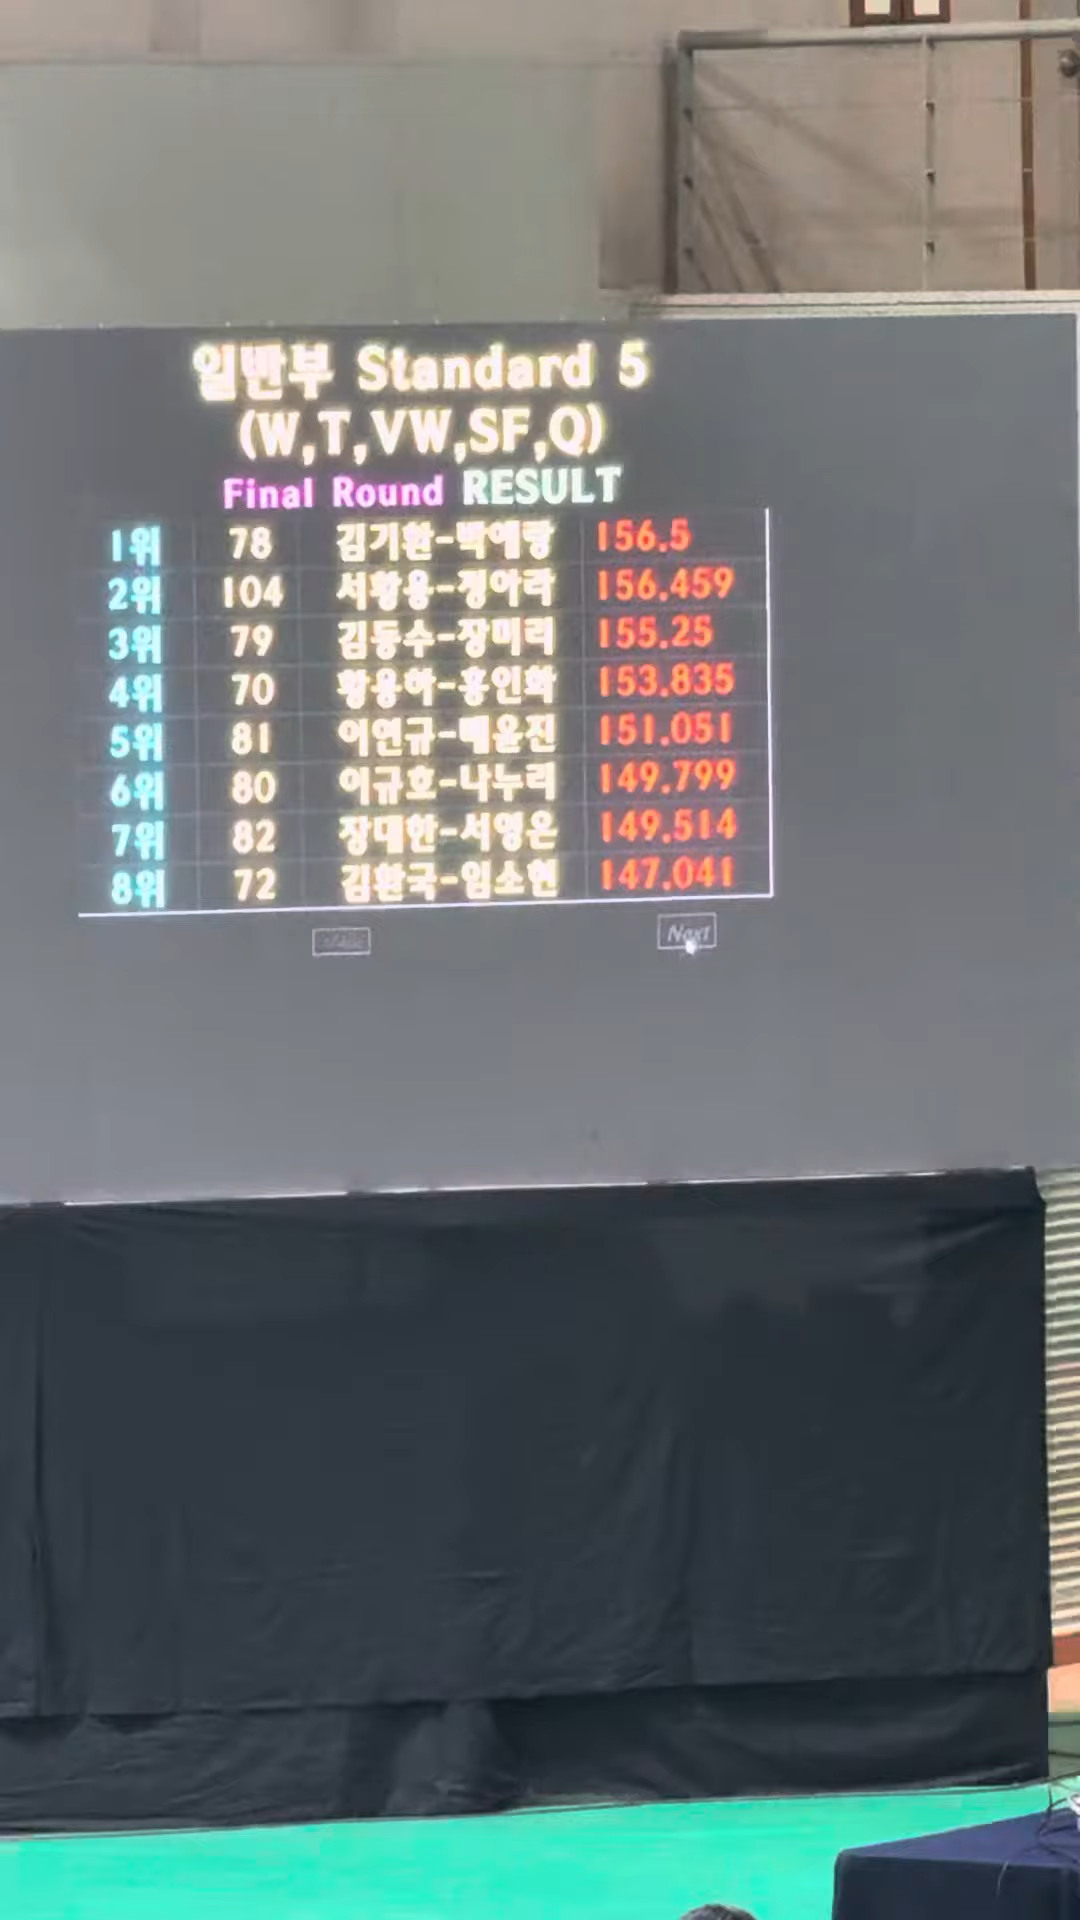 일반부 Standard 5
(W,T,VW,SF,Q)
Final Round RESULT
1위 78 김기환-박예랑 156.5
2위 104 서황용-정아라 156.459
3위 79 김동수-장미리 155.25
4위 70 황용하-홍인화 153.835
5위 81 이연규-배윤진 151.051
6위 80 이규호-나누리 149.799
7위 82 장대한-서영은 149.514
8위 72 김환국-임소현 147.041
Next